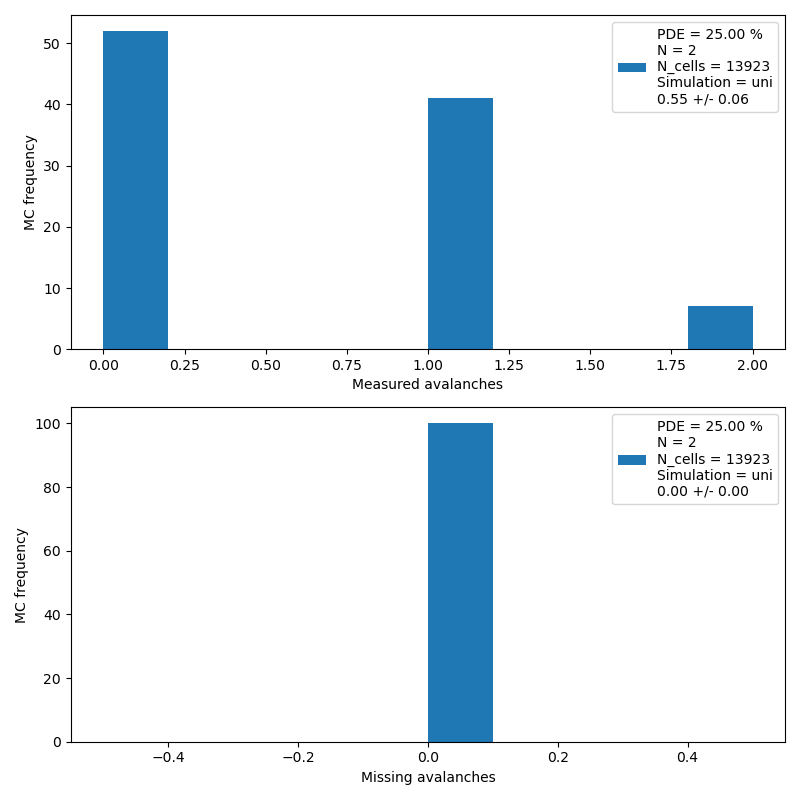 50
40
30
20
10
0
MC frequency
PDE = 25.00 %
N = 2
N_cells = 13923
Simulation = uni
0.55 +/- 0.06
0.00 0.25 0.50 0.75 1.00 1.25 1.50 1.75 2.00
Measured avalanches
100
80
60
40
20
0
MC frequency
PDE = 25.00 %
N = 2
N_cells = 13923
Simulation = uni
0.00 +/- 0.00
−0.4 −0.2 0.0 0.2 0.4
Missing avalanches